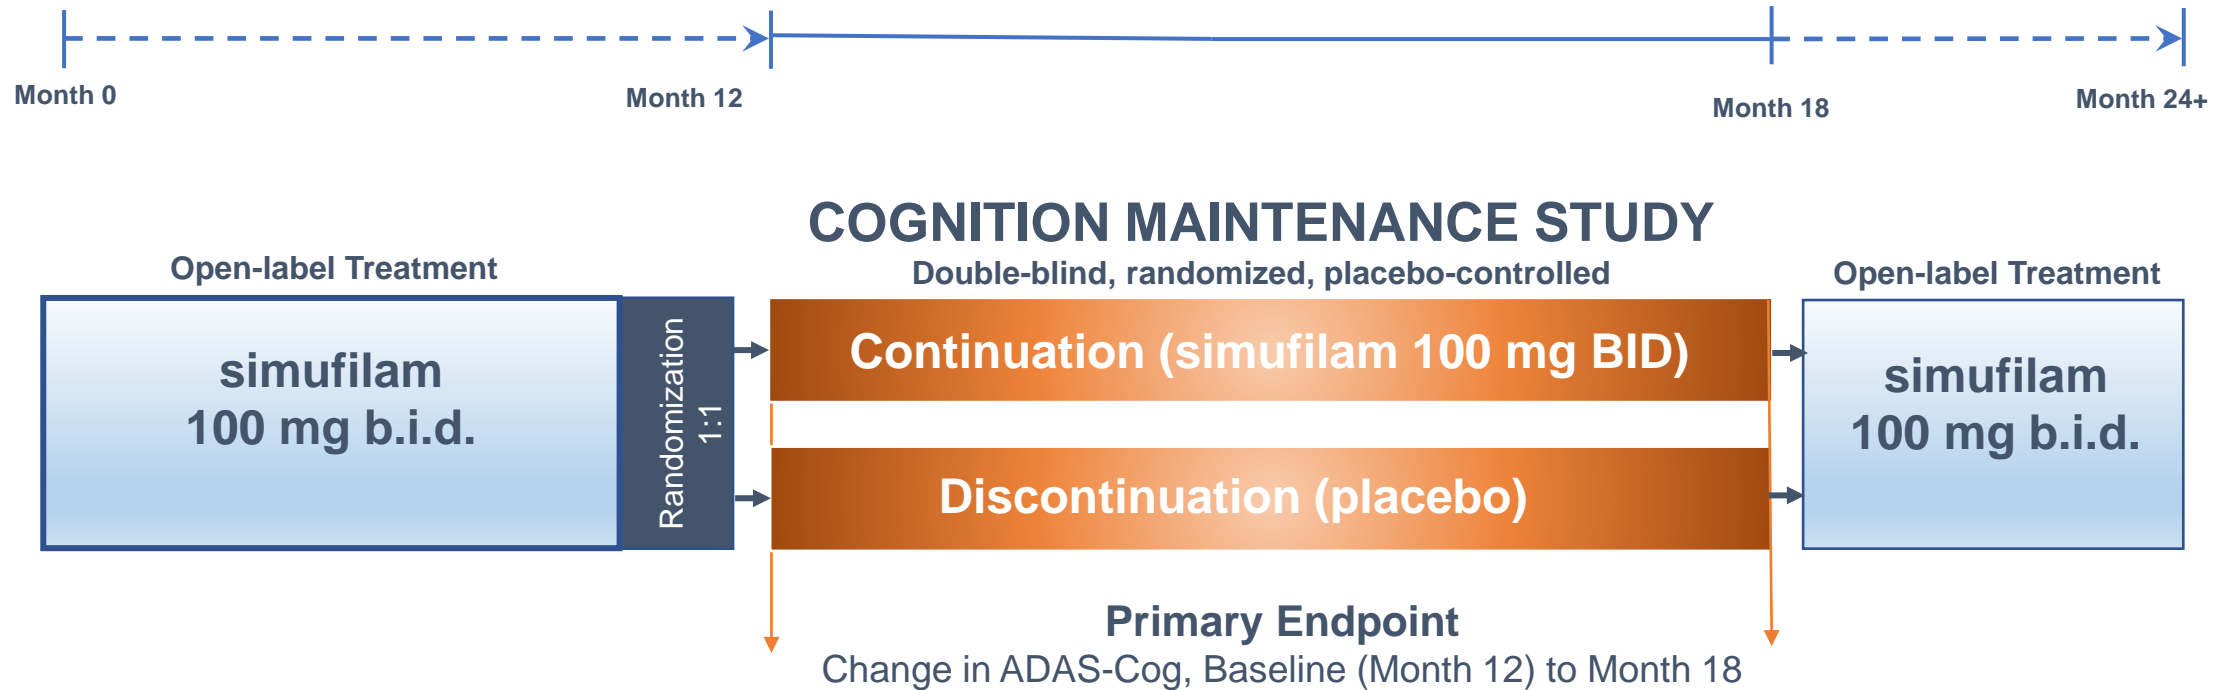 Month 0
Month 12
Month 18
Month 24+
COGNITION MAINTENANCE STUDY
Open-label Treatment
Double-blind, randomized, placebo-controlled
Open-label Treatment
simufilam
100 mg b.i.d.
Randomization
1:1
Continuation (simufilam 100 mg BID)
Discontinuation (placebo)
simufilam
100 mg b.i.d.
Primary Endpoint
Change in ADAS-Cog, Baseline (Month 12) to Month 18